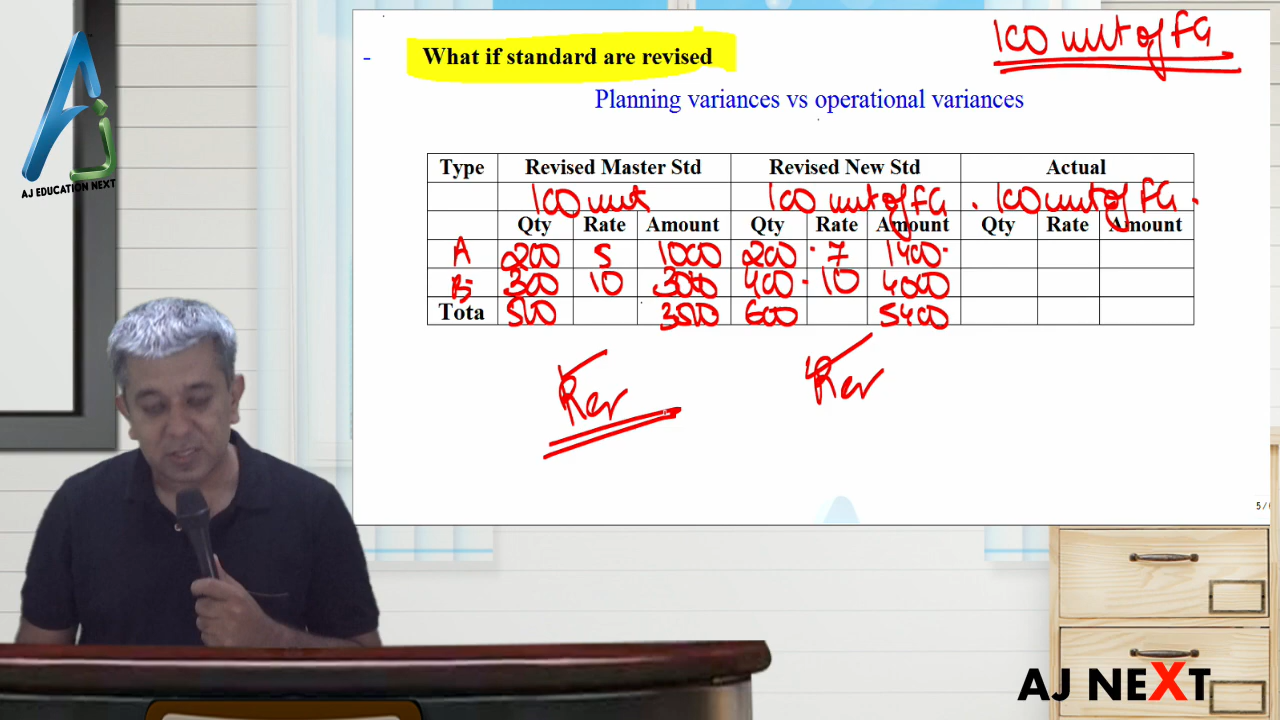 100 unit of FG
- What if standard are revised
Planning variances vs operational variances
Type Revised Master Std Revised New Std Actual
100 unit 100 unit of FG . 100 unit of FG .
Qty Rate Amount Qty Rate Amount Qty Rate Amount
A 200 5 1000 200 7 1400
B 300 10 3000 400 10 4000
Tota 500 3500 600 5400
Rev Rev
5/
AJ EDUCATION NEXT
AJ NEXT